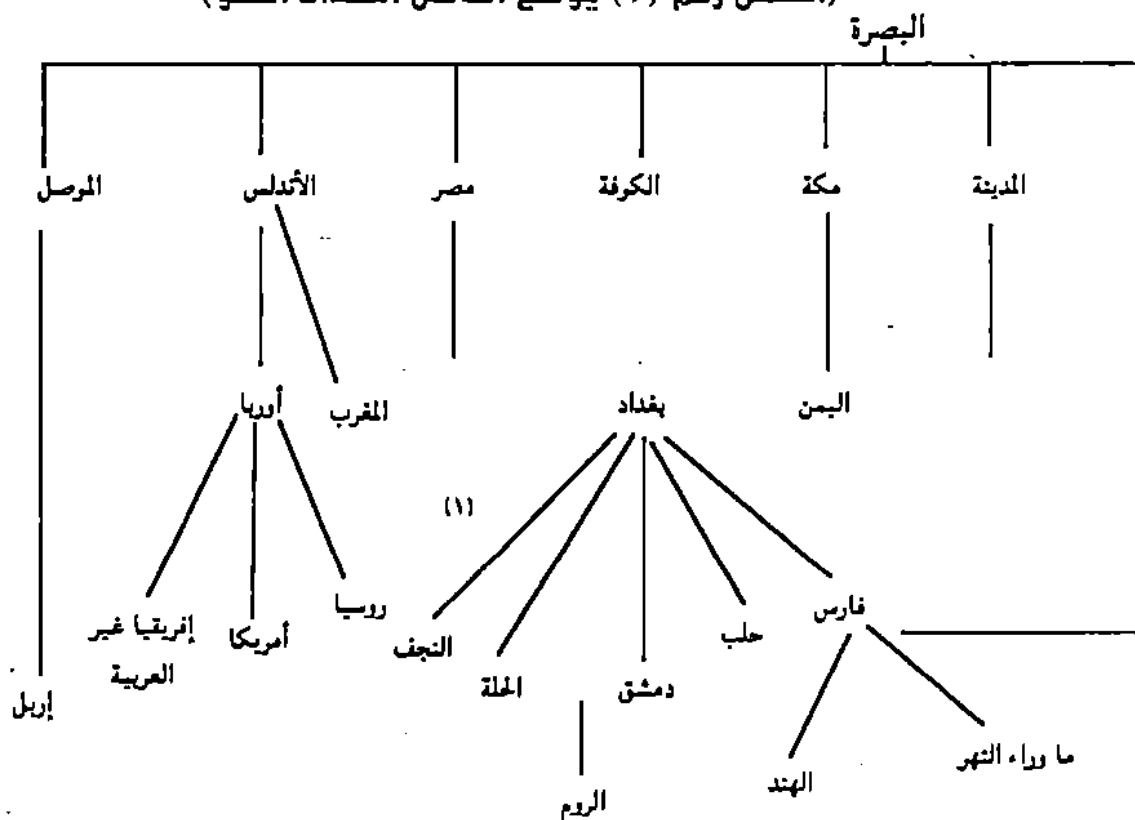 البصرة
المدينة مكة الكوفة مصر الأندلس الموصل
اليمن بغداد المغرب أوربا
(١)
فارس حلب دمشق الحلة النجف روسيا أمريكا إفريقيا غير
العربية
إربل
ما وراء النهر الهند الروم